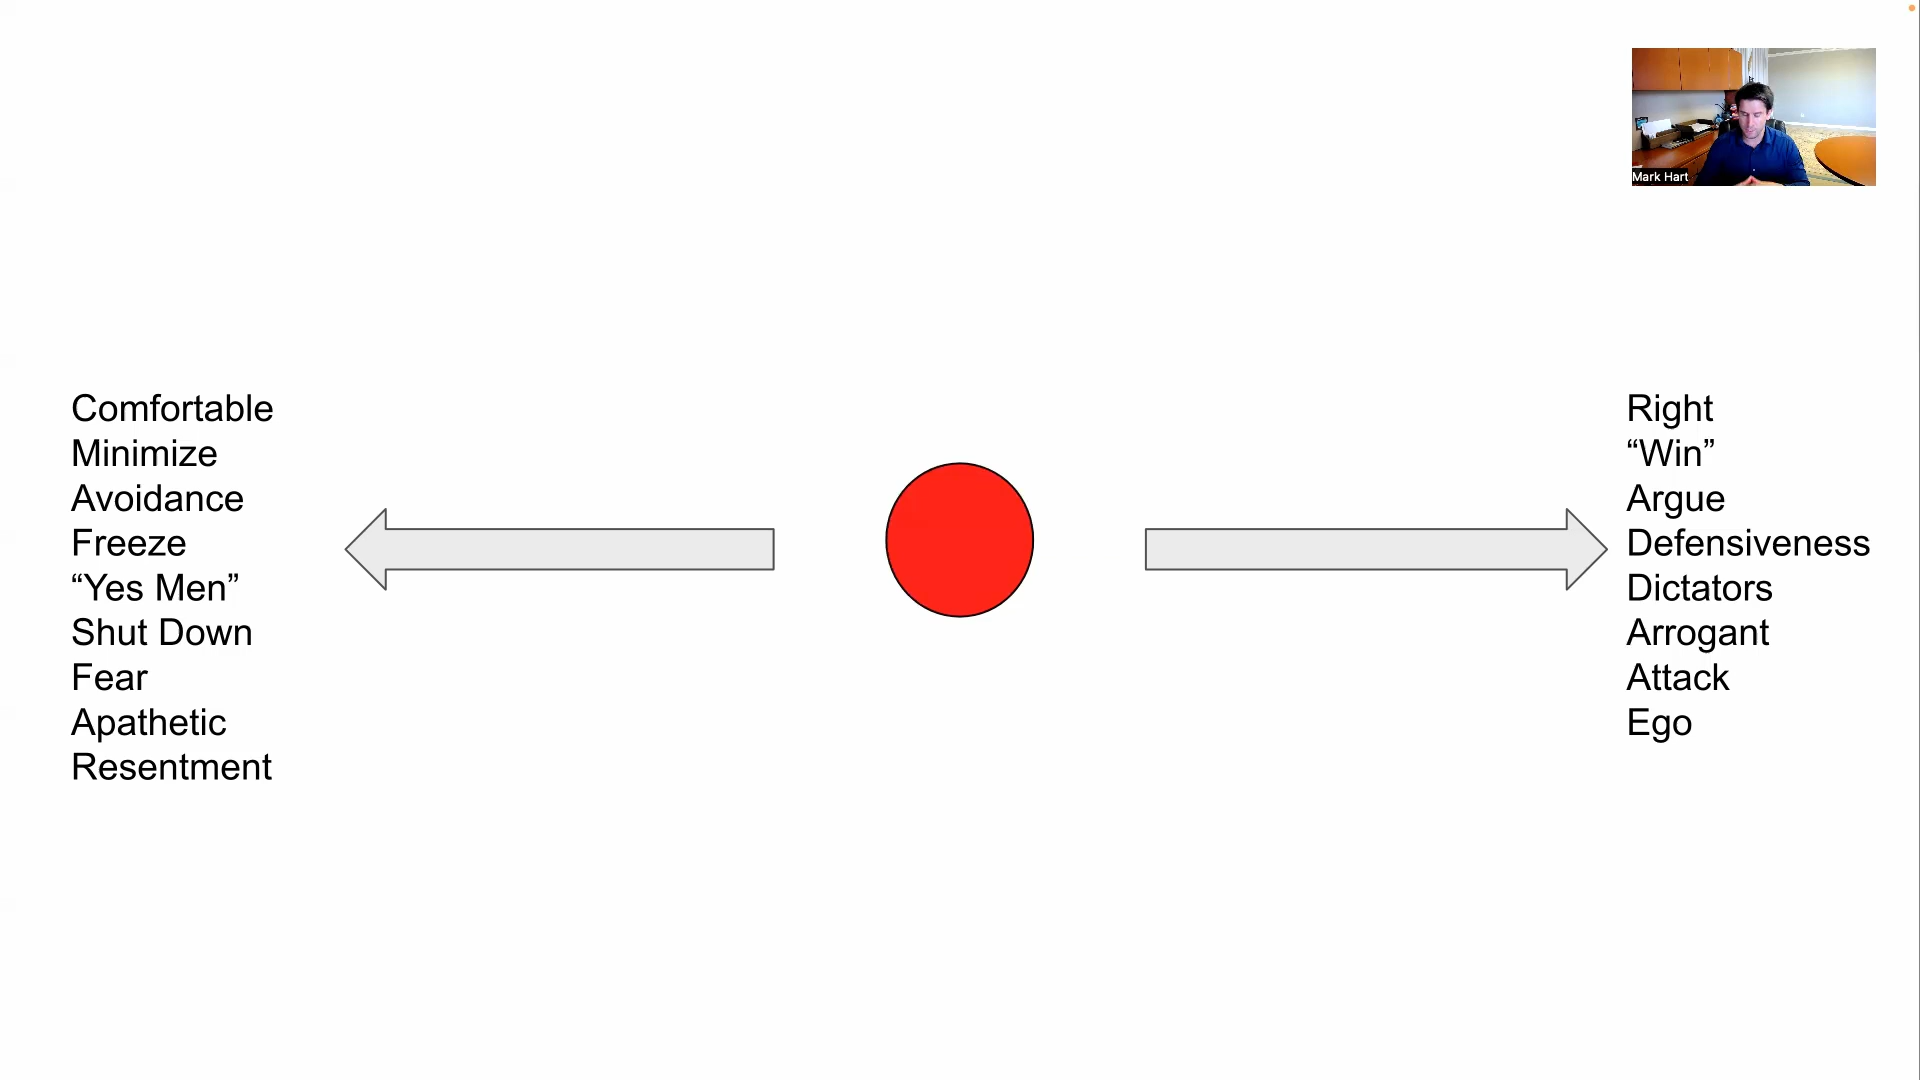 Mark Hart
Comfortable
Minimize
Avoidance
Freeze
“Yes Men”
Shut Down
Fear
Apathetic
Resentment
Right
“Win”
Argue
Defensiveness
Dictators
Arrogant
Attack
Ego